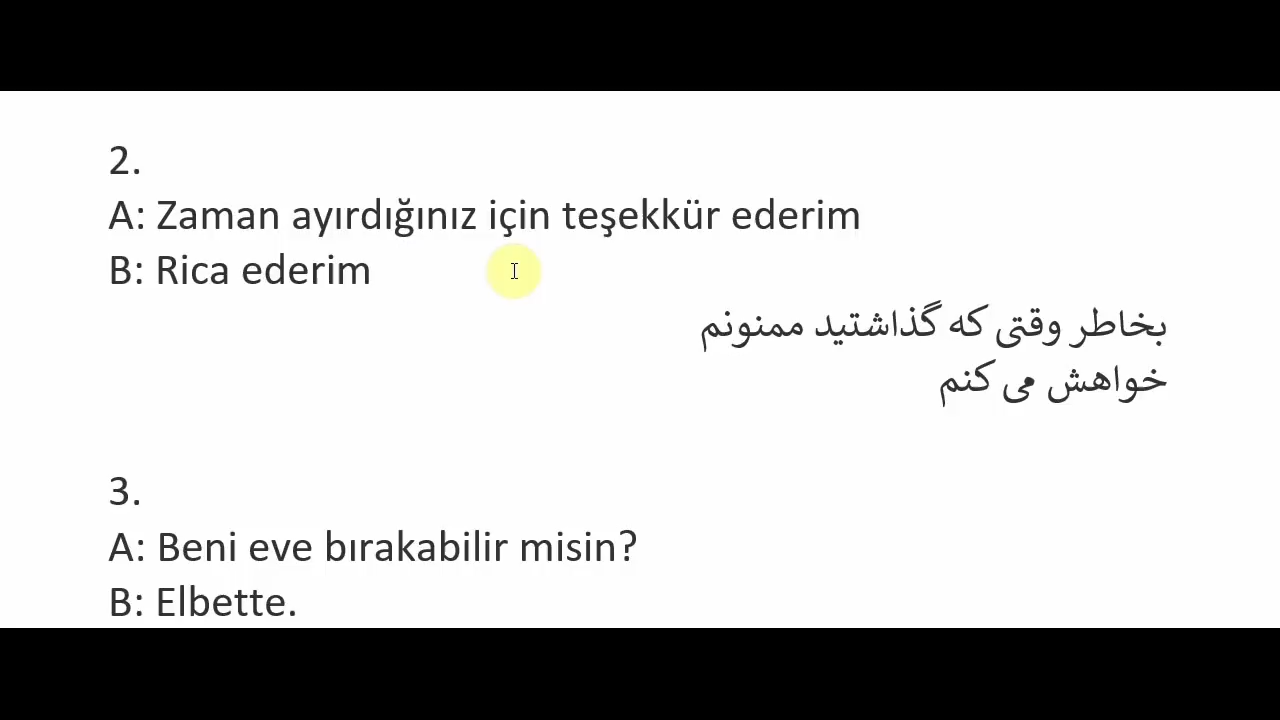 2.
A: Zaman ayırdığınız için teşekkür ederim
B: Rica ederim
بخاطر وقتی که گذاشتید ممنونم
خواهش می کنم
3.
A: Beni eve bırakabilir misin?
B: Elbette.